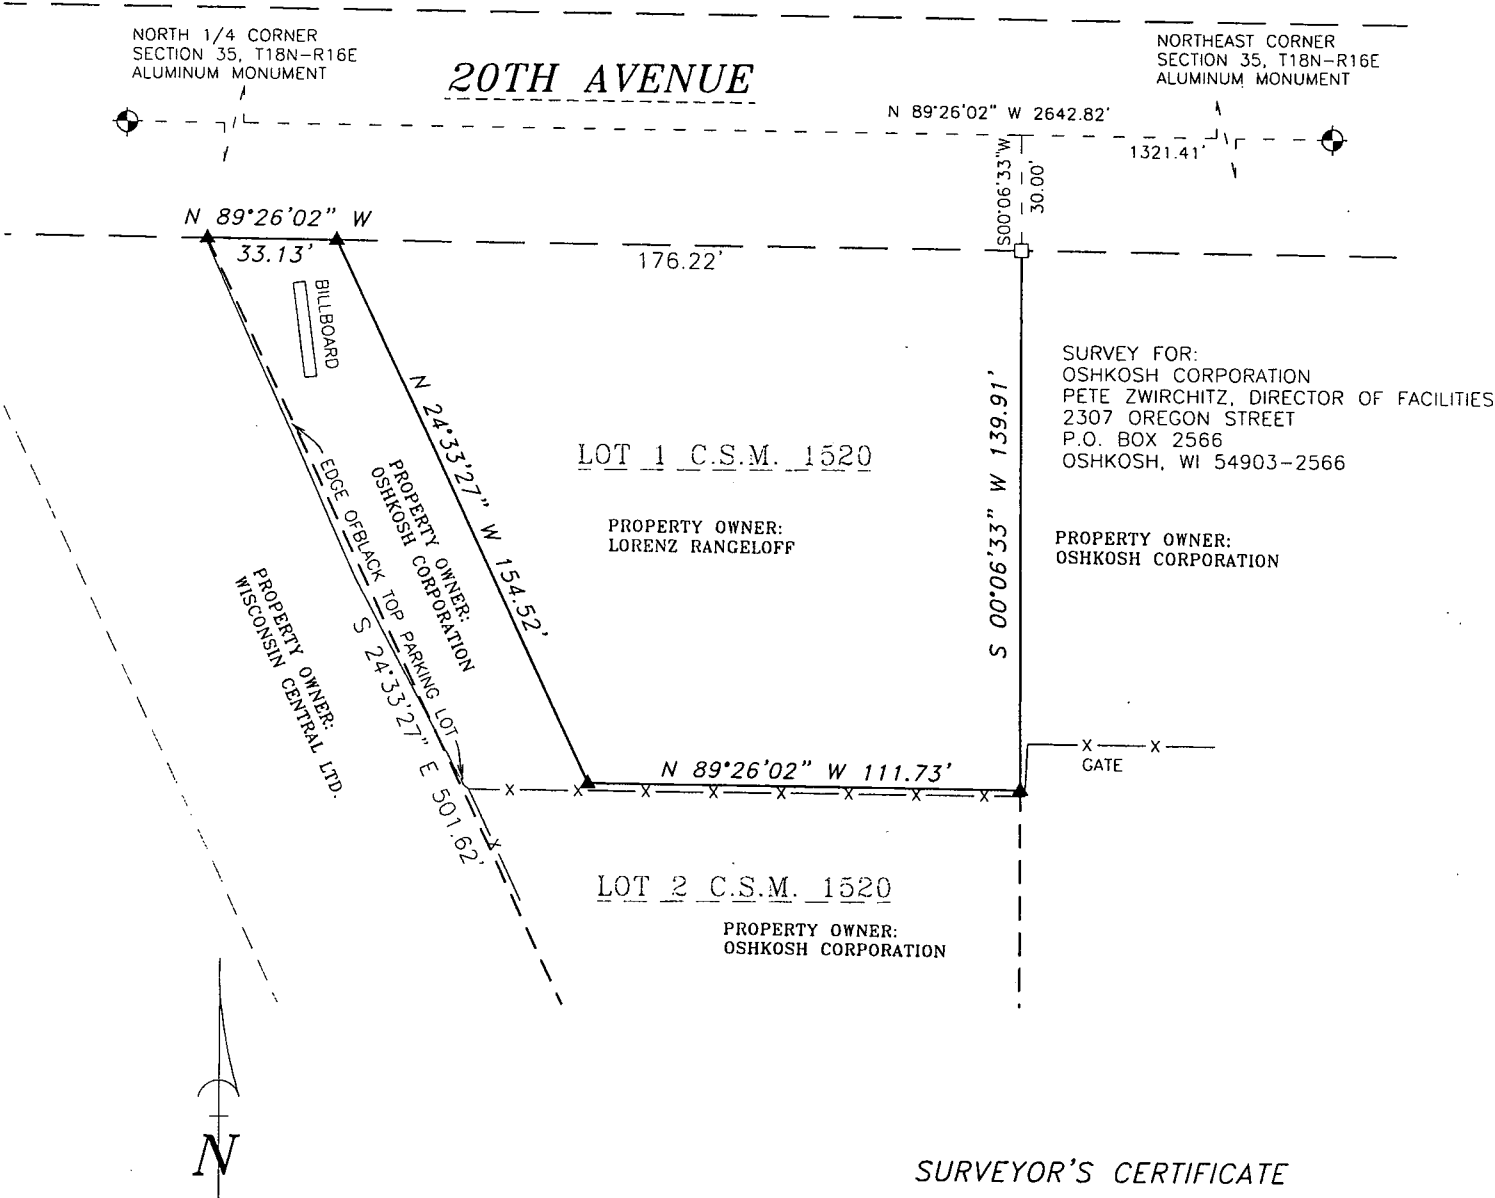 NORTH 1/4 CORNER
SECTION 35, T18N-R16E
ALUMINUM MONUMENT
20TH AVENUE
NORTHEAST CORNER
SECTION 35, T18N-R16E
ALUMINUM MONUMENT
N 89°26'02" W 2642.82'
1321.41'
S00°06'33"W
30.00'
N 89°26'02" W
33.13'
176.22'
BILLBOARD
N 24°33'27" W 154.52'
SURVEY FOR:
OSHKOSH CORPORATION
PETE ZWIRCHITZ, DIRECTOR OF FACILITIES
2307 OREGON STREET
P.O. BOX 2566
OSHKOSH, WI 54903-2566
S 00°06'33" W 139.91'
LOT 1 C.S.M. 1520
PROPERTY OWNER:
LORENZ RANGELOFF
PROPERTY OWNER:
OSHKOSH CORPORATION
PROPERTY OWNER:
OSHKOSH CORPORATION
EDGE OFBLACK TOP PARKING LOT
PROPERTY OWNER:
WISCONSIN CENTRAL LTD.
S 24°33'27" E 501.62'
N 89°26'02" W 111.73'
X X
GATE
X X X X X X X X
X
LOT 2 C.S.M. 1520
PROPERTY OWNER:
OSHKOSH CORPORATION
N
SURVEYOR'S CERTIFICATE